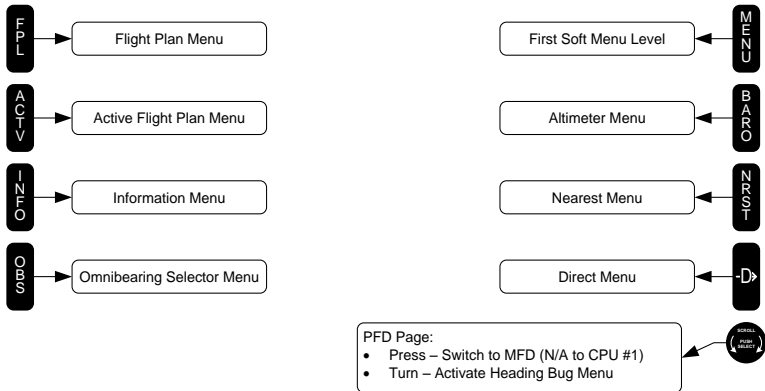 FPL
Flight Plan Menu
First Soft Menu Level
MENU
ACTV
Active Flight Plan Menu
Altimeter Menu
BARO
INFO
Information Menu
Nearest Menu
NRST
OBS
Omnibearing Selector Menu
Direct Menu
-D>
PFD Page:
• Press – Switch to MFD (N/A to CPU #1)
• Turn – Activate Heading Bug Menu
SCROLL
PUSH
SELECT